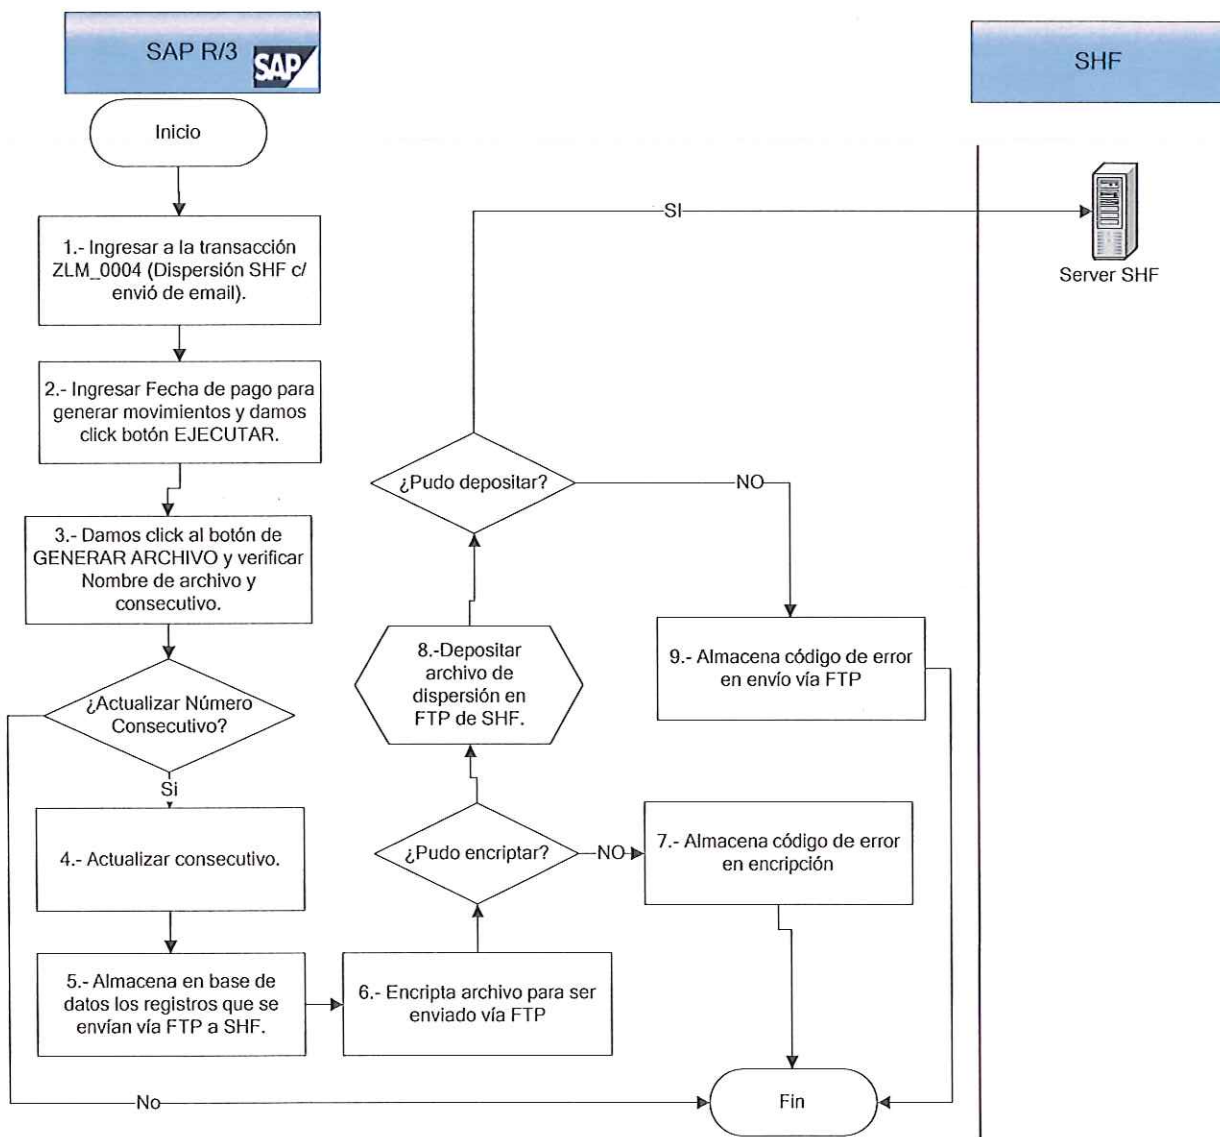 SAP R/3
SAP
SHF
Inicio
1.- Ingresar a la transacción
ZLM_0004 (Dispersión SHF c/
envió de email).
2.- Ingresar Fecha de pago para
generar movimientos y damos
click botón EJECUTAR.
3.- Damos click al botón de
GENERAR ARCHIVO y verificar
Nombre de archivo y
consecutivo.
¿Actualizar Número
Consecutivo?
Si
4.- Actualizar consecutivo.
5.- Almacena en base de
datos los registros que se
envían vía FTP a SHF.
No
6.- Encripta archivo para ser
enviado vía FTP
¿Pudo encriptar?
NO
7.- Almacena código de error
en encripción
8.-Depositar
archivo de
dispersión en
FTP de SHF.
¿Pudo depositar?
NO
9.- Almacena código de error
en envío vía FTP
SI
Server SHF
Fin